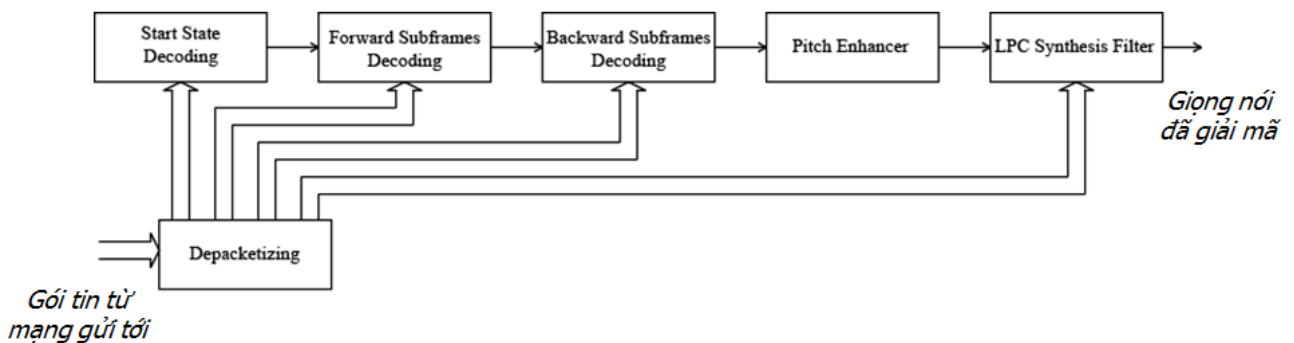 Start State
Decoding
Forward Subframes
Decoding
Backward Subframes
Decoding
Pitch Enhancer
LPC Synthesis Filter
Giọng nói
đã giải mã
Depacketizing
Gói tin từ
mạng gửi tới